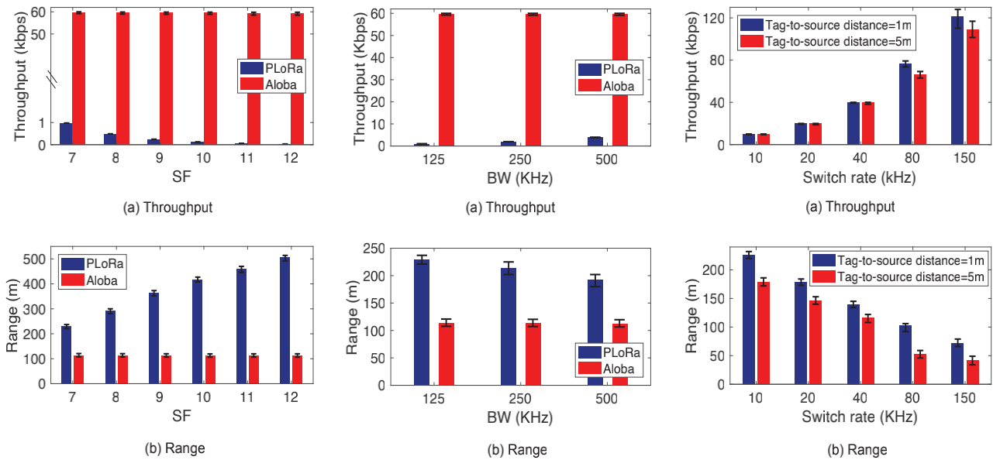 Throughput (kbps)
60
50
1
0
PLoRa
Aloba
7 8 9 10 11 12
SF
(a) Throughput
Throughput (Kbps)
60
50
40
30
20
10
0
PLoRa
Aloba
125 250 500
BW (KHz)
(a) Throughput
Throughput (kbps)
120
80
40
0
Tag-to-source distance=1m
Tag-to-source distance=5m
10 20 40 80 150
Switch rate (kHz)
(a) Throughput
Range (m)
500
400
300
200
100
0
PLoRa
Aloba
7 8 9 10 11 12
SF
(b) Range
Range (m)
250
200
150
100
50
0
PLoRa
Aloba
125 250 500
BW (KHz)
(b) Range
Range (m)
250
200
150
100
50
0
Tag-to-source distance=1m
Tag-to-source distance=5m
10 20 40 80 150
Switch rate (KHz)
(b) Range